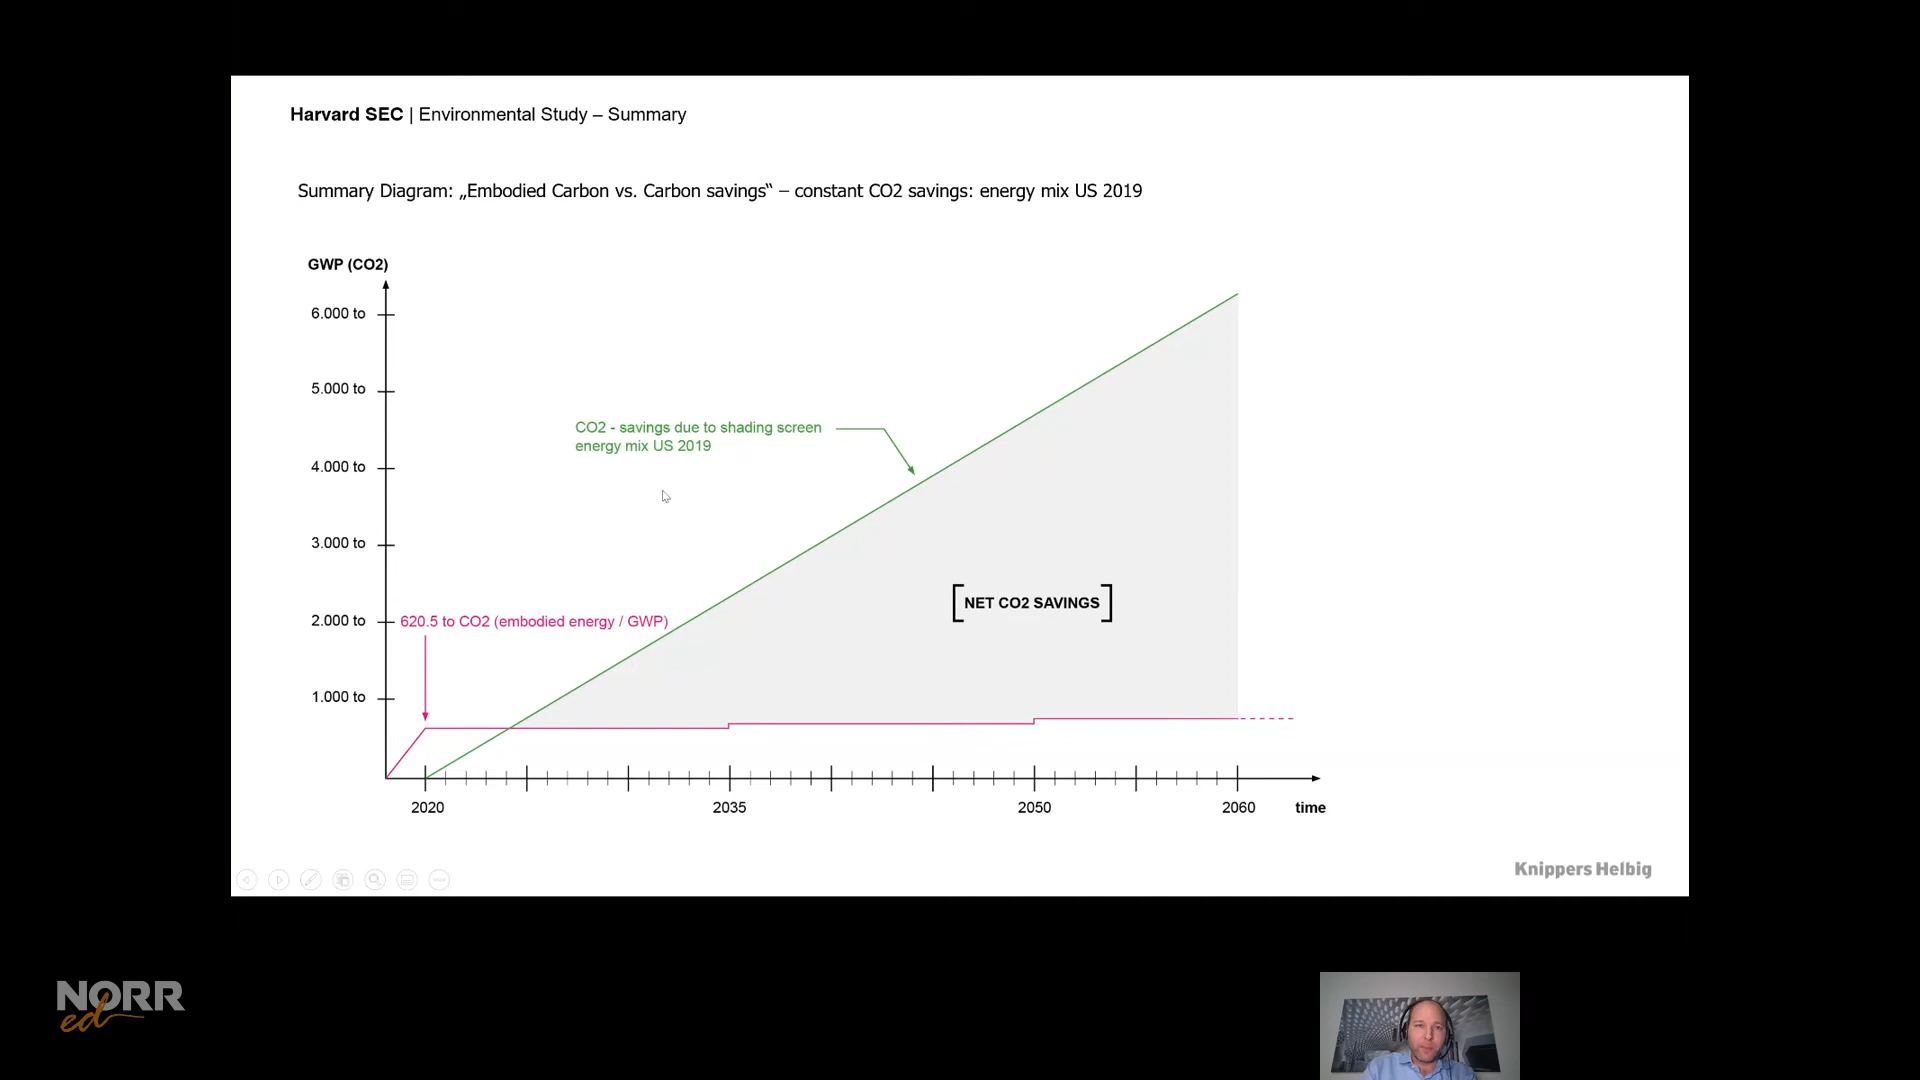 Harvard SEC | Environmental Study – Summary
Summary Diagram: „Embodied Carbon vs. Carbon savings‟ – constant CO2 savings: energy mix US 2019
GWP (CO2)
6.000 to
5.000 to
CO2 - savings due to shading screen
energy mix US 2019
4.000 to
3.000 to
NET CO2 SAVINGS
2.000 to
620.5 to CO2 (embodied energy / GWP)
1.000 to
2020
2035
2050
2060
time
Knippers Helbig
NORR
ed